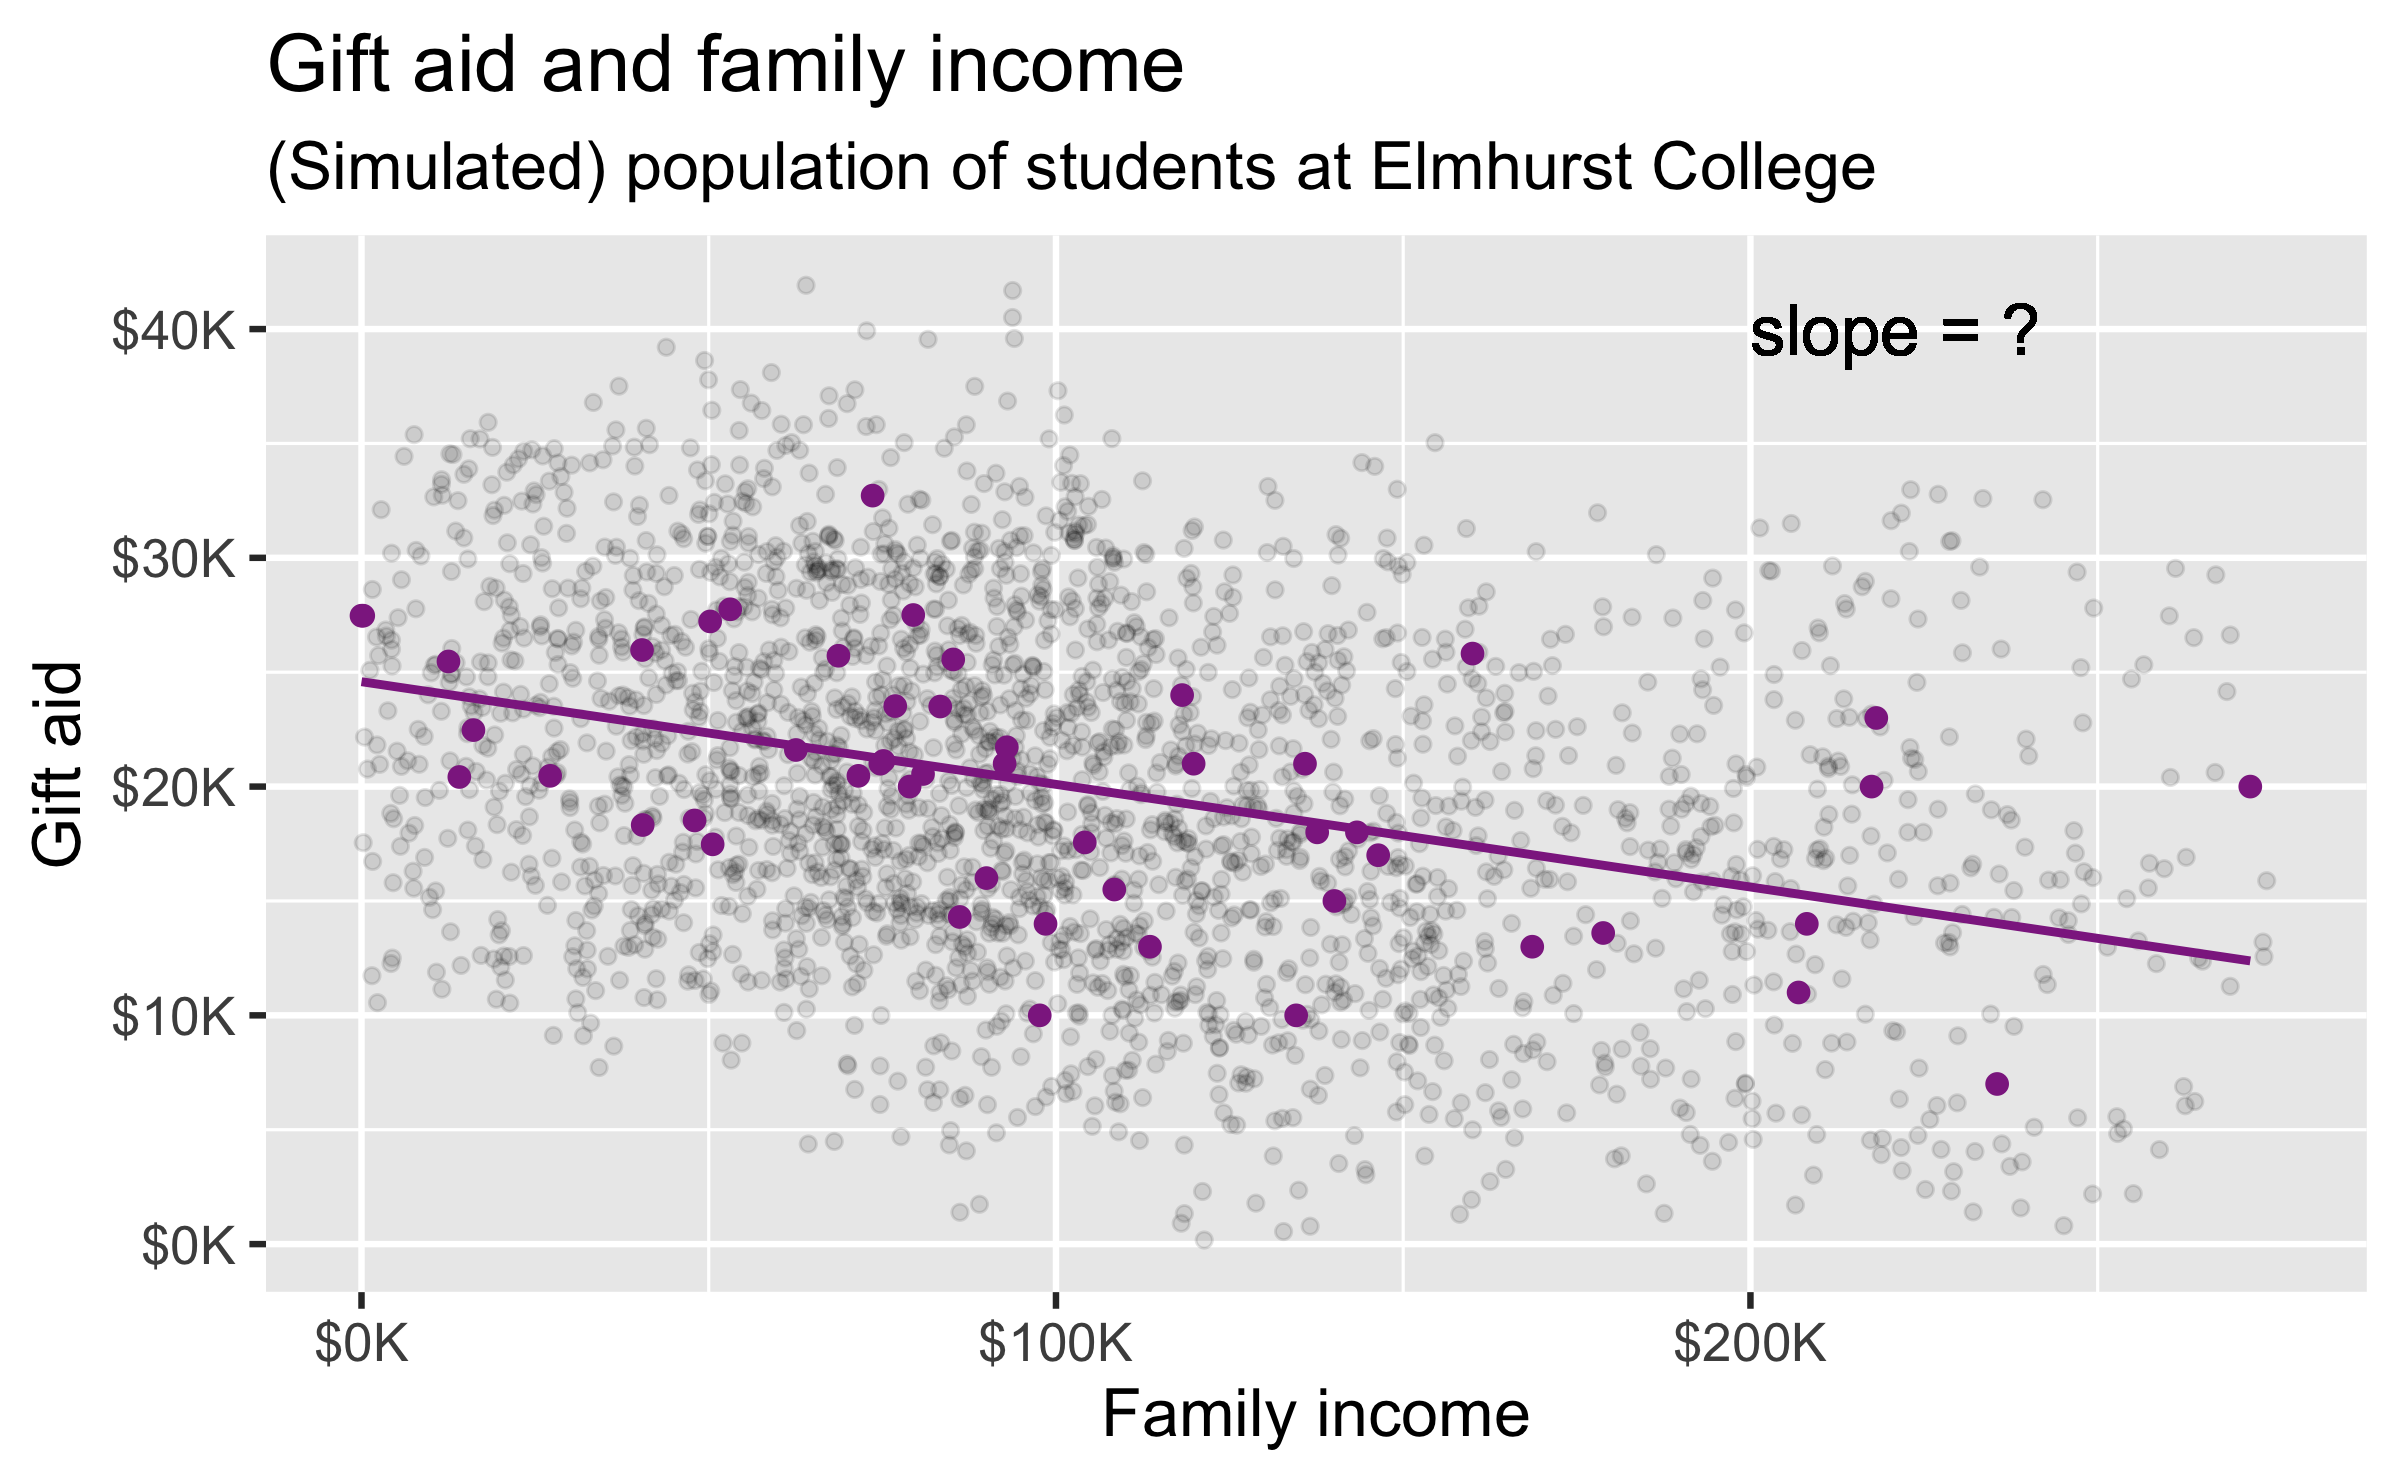 Gift aid and family income
(Simulated) population of students at Elmhurst College
slope = ?
$40K
$30K
$20K
$10K
$0K
Gift aid
$0K
$100K
$200K
Family income